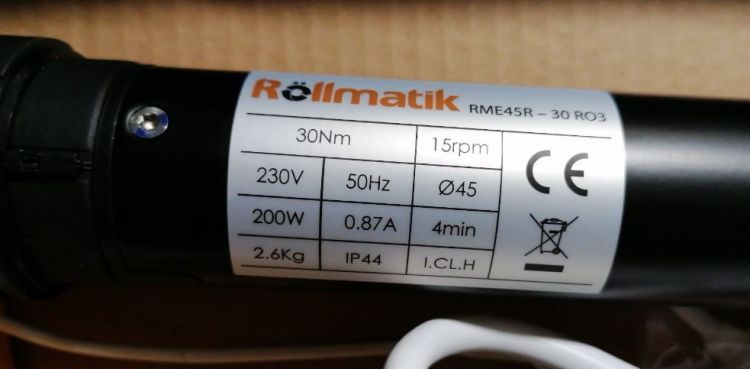 Röllmatik RME45R – 30 RO3
30Nm 15rpm
230V 50Hz Ø45
200W 0.87A 4min
2.6Kg IP44 I.CL.H
CE